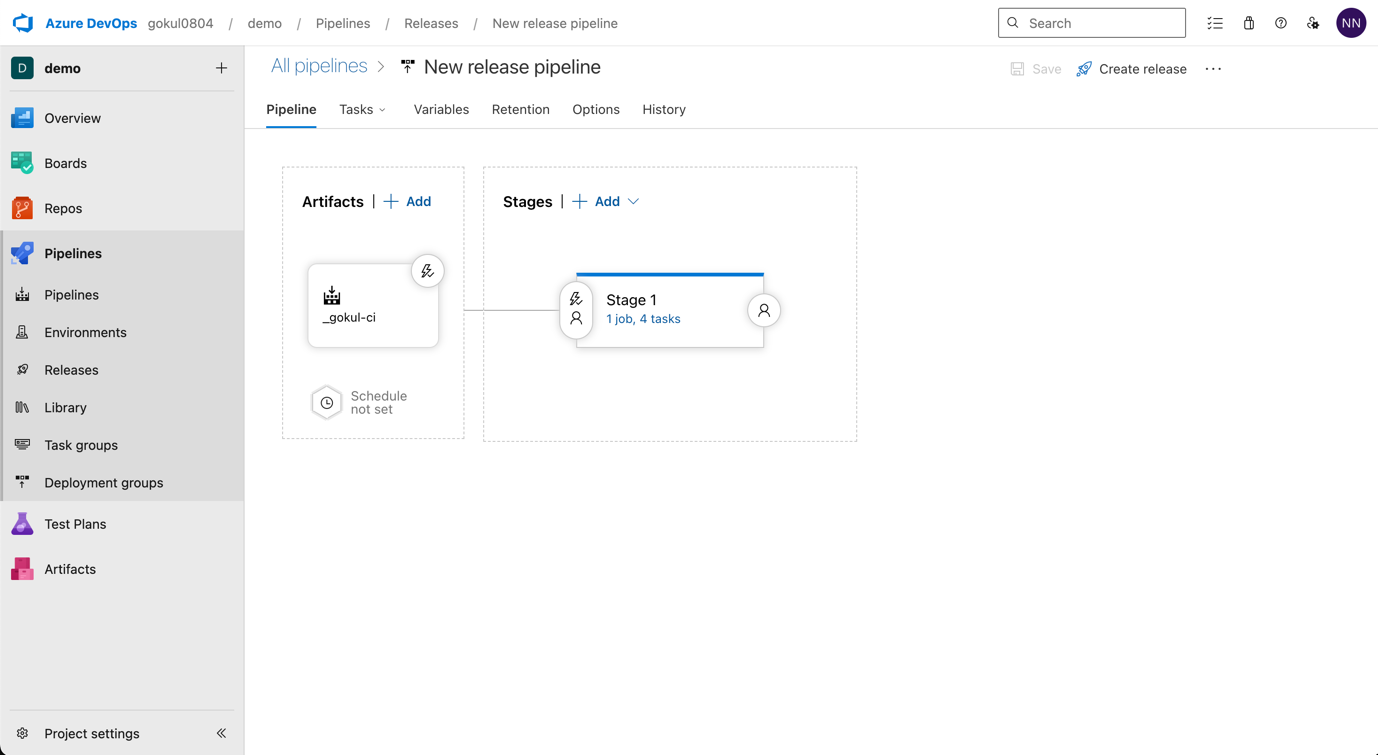 Azure DevOps gokul0804 / demo / Pipelines / Releases / New release pipeline
Search
NN
D demo
Overview
Boards
Repos
Pipelines
Pipelines
Environments
Releases
Library
Task groups
Deployment groups
Test Plans
Artifacts
Project settings
All pipelines > New release pipeline
Save Create release ...
Pipeline Tasks Variables Retention Options History
Artifacts | + Add
_gokul-ci
Schedule
not set
Stages | + Add
Stage 1
1 job, 4 tasks